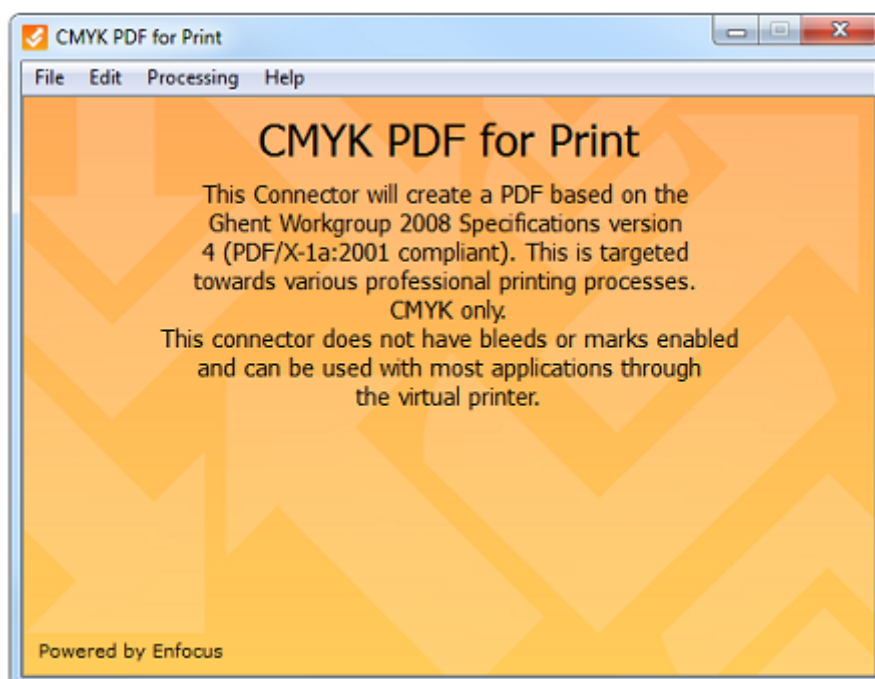 CMYK PDF for Print
File Edit Processing Help
CMYK PDF for Print
This Connector will create a PDF based on the
Ghent Workgroup 2008 Specifications version
4 (PDF/X-1a:2001 compliant). This is targeted
towards various professional printing processes.
CMYK only.
This connector does not have bleeds or marks enabled
and can be used with most applications through
the virtual printer.
Powered by Enfocus